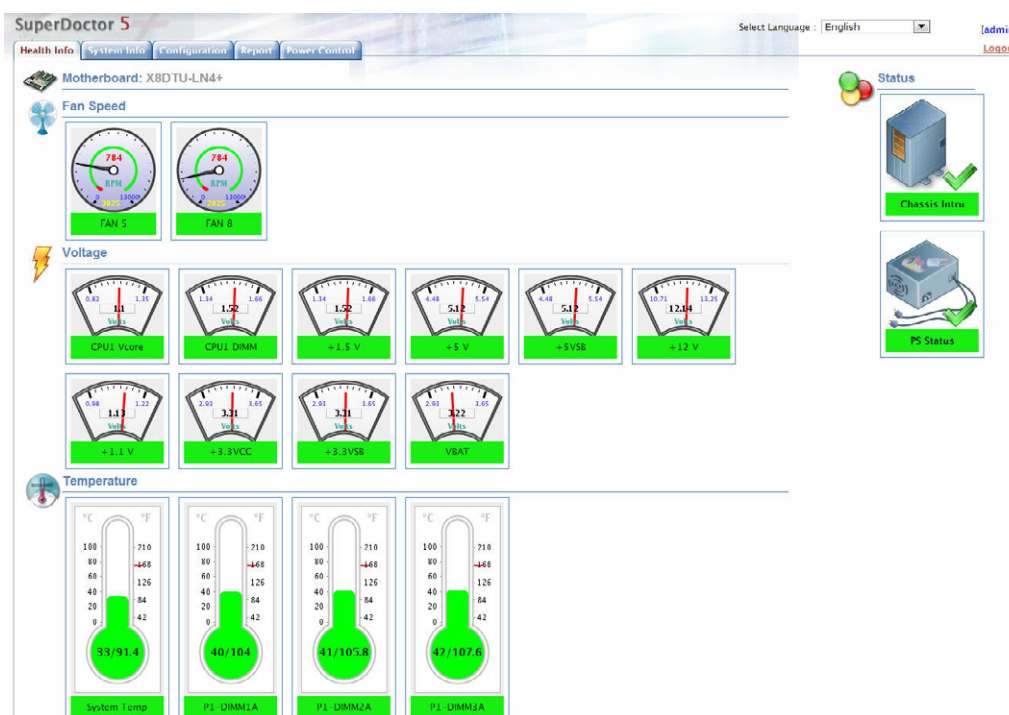 SuperDoctor 5
Select Language : English
[admi
Logou
Health Info System Info Configuration Report Power Control
Motherboard: X8DTU-LN4+
Status
Fan Speed
784 784
RPM RPM
0 13000 0 13000
3025 3025
FAN 5 FAN 8
Chassis Intru
Voltage
0.82 1.35 1.34 1.66 1.34 1.66 4.48 5.54 4.48 5.54 10.71 13.25
1.1 1.52 1.52 5.12 5.12 12.14
Volts Volts Volts Volts Volts Volts
CPU1 Vcore CPU1 DIMM +1.5 V +5 V +5VSB +12 V
PS Status
0.98 1.22 2.93 3.65 2.93 3.65 2.93 3.65
1.13 3.31 3.31 3.22
Volts Volts Volts Volts
+1.1 V +3.3VCC +3.3VSB VBAT
Temperature
°C °F °C °F °C °F °C °F
100 210 100 210 100 210 100 210
80 168 80 168 80 168 80 168
60 126 60 126 60 126 60 126
40 84 40 84 40 84 40 84
20 42 20 42 20 42 20 42
0 0 0 0
33/91.4 40/104 41/105.8 42/107.6
System Temp P1-DIMM1A P1-DIMM2A P1-DIMM3A